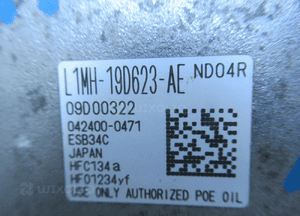 L1MH-19D623-AE ND04R
09D00322
042400-0471
ESB34C
JAPAN
HFC134a
HFO1234yf
USE ONLY AUTHORIZED POE OIL